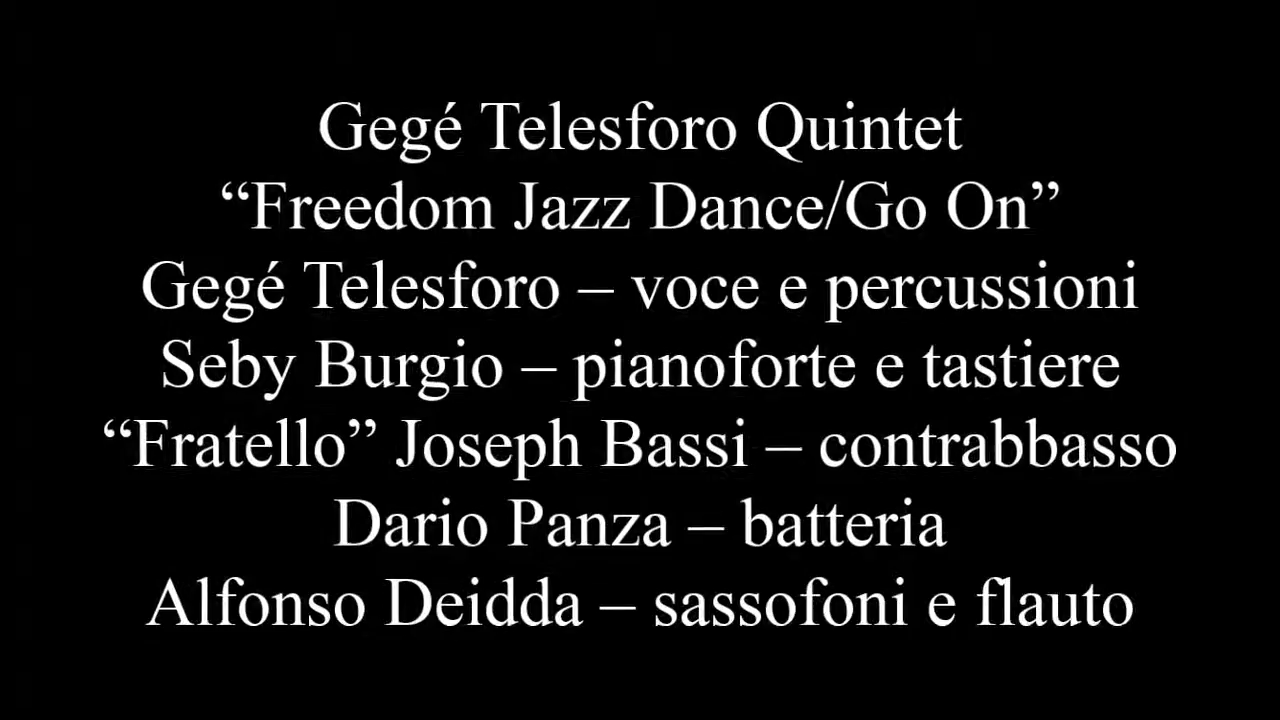 Gegé Telesforo Quintet
“Freedom Jazz Dance/Go On”
Gegé Telesforo – voce e percussioni
Seby Burgio – pianoforte e tastiere
“Fratello” Joseph Bassi – contrabbasso
Dario Panza – batteria
Alfonso Deidda – sassofoni e flauto